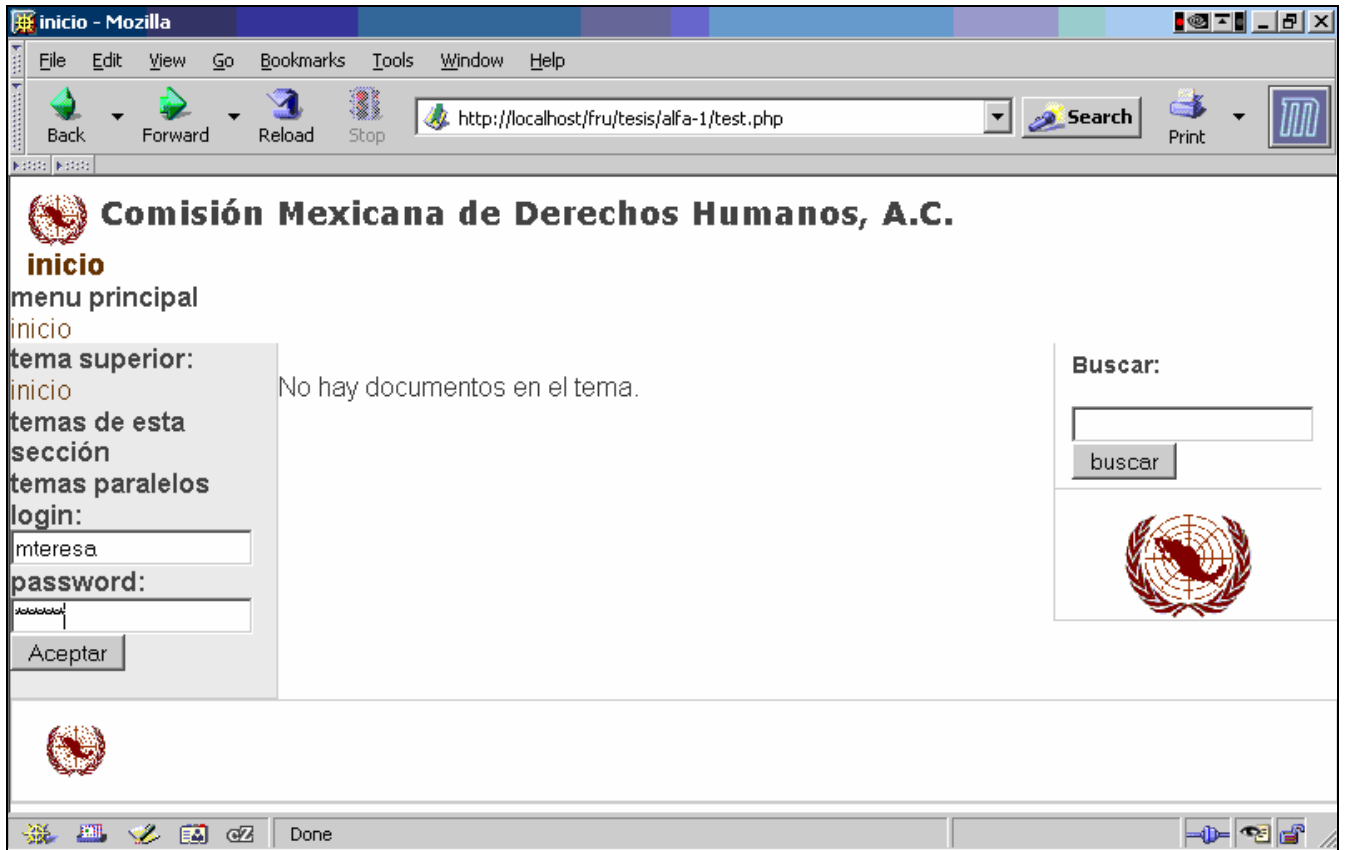 inicio - Mozilla
File Edit View Go Bookmarks Tools Window Help
Back Forward Reload Stop http://localhost/fru/tesis/alfa-1/test.php Search Print
Comisión Mexicana de Derechos Humanos, A.C.
inicio
menu principal
inicio
tema superior:
inicio
temas de esta
sección
temas paralelos
login:
mteresa
password:
Aceptar
No hay documentos en el tema.
Buscar:
buscar
Done